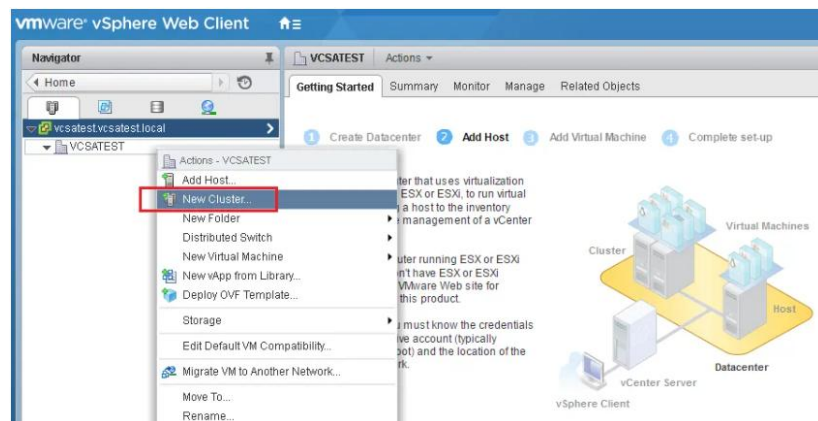 vmware® vSphere Web Client
Navigator
VCSATEST Actions
Home
Getting Started Summary Monitor Manage Related Objects
vcsatest.vcsatest.local
VCSATEST
1 Create Datacenter 2 Add Host 3 Add Virtual Machine 4 Complete set-up
Actions - VCSATEST
Add Host...
New Cluster...
New Folder
Distributed Switch
New Virtual Machine
New vApp from Library...
Deploy OVF Template...
Storage
Edit Default VM Compatibility...
Migrate VM to Another Network...
Move To...
Rename...
that uses virtualization
ESX or ESXi, to run virtual
a host to the inventory
management of a vCenter
running ESX or ESXi
have ESX or ESXi
VMware Web site for
this product.
must know the credentials
account (typically
and the location of the
Virtual Machines
Cluster
Host
Datacenter
vCenter Server
vSphere Client